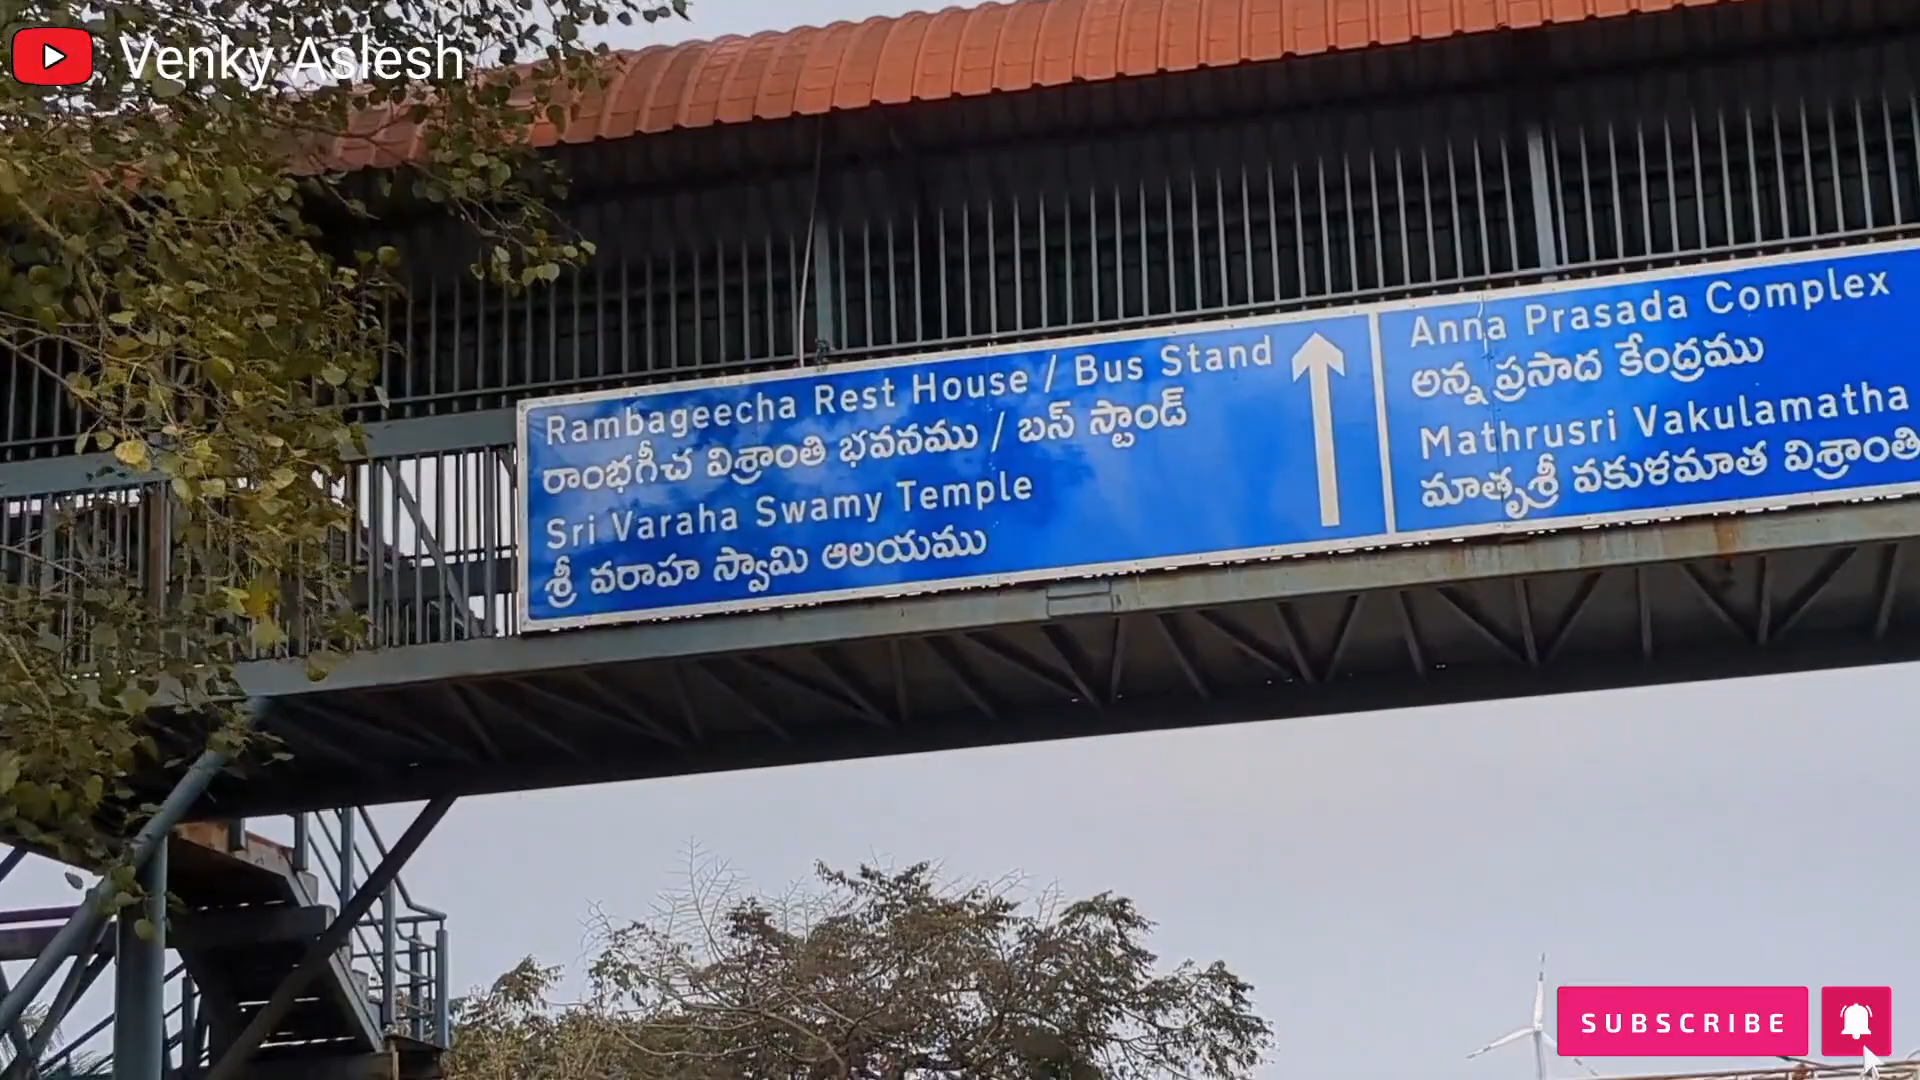 Venky Aslesh
Rambageecha Rest House / Bus Stand
రాంభగీచ విశ్రాంతి భవనము / బస్ స్టాండ్
Sri Varaha Swamy Temple
శ్రీ వరాహ స్వామి ఆలయము
Anna Prasada Complex
అన్న ప్రసాద కేంద్రము
Mathrusri Vakulamatha
మాతృశ్రీ వకుళమాత విశ్రాంతి
SUBSCRIBE